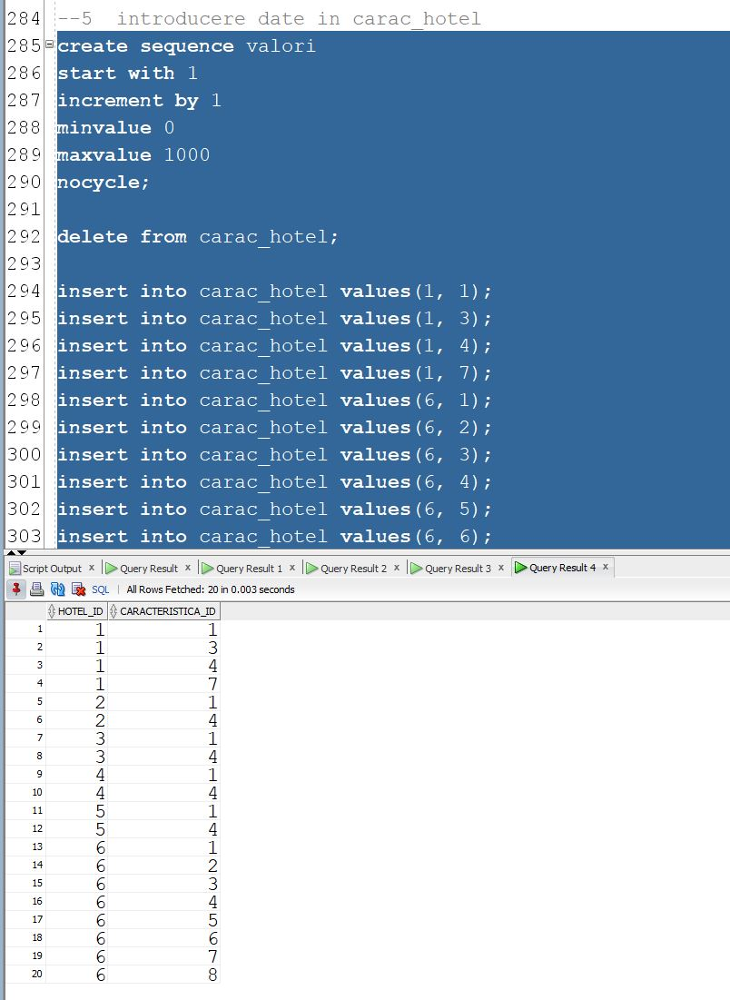 284 --5  introducere date in carac_hotel
285 create sequence valori
286 start with 1
287 increment by 1
288 minvalue 0
289 maxvalue 1000
290 nocycle;
291
292 delete from carac_hotel;
293
294 insert into carac_hotel values(1, 1);
295 insert into carac_hotel values(1, 3);
296 insert into carac_hotel values(1, 4);
297 insert into carac_hotel values(1, 7);
298 insert into carac_hotel values(6, 1);
299 insert into carac_hotel values(6, 2);
300 insert into carac_hotel values(6, 3);
301 insert into carac_hotel values(6, 4);
302 insert into carac_hotel values(6, 5);
303 insert into carac_hotel values(6, 6);
Script Output x Query Result x Query Result 1 x Query Result 2 x Query Result 3 x Query Result 4 x
SQL | All Rows Fetched: 20 in 0.003 seconds
HOTEL_ID CARACTERISTICA_ID
1 1 1
2 1 3
3 1 4
4 1 7
5 2 1
6 2 4
7 3 1
8 3 4
9 4 1
10 4 4
11 5 1
12 5 4
13 6 1
14 6 2
15 6 3
16 6 4
17 6 5
18 6 6
19 6 7
20 6 8